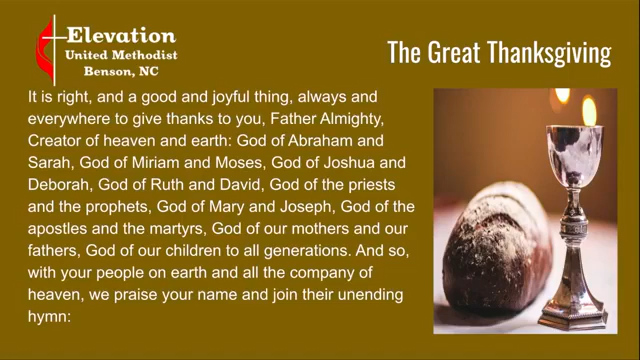 Elevation
United Methodist
Benson, NC
The Great Thanksgiving
It is right, and a good and joyful thing, always and
everywhere to give thanks to you, Father Almighty,
Creator of heaven and earth: God of Abraham and
Sarah, God of Miriam and Moses, God of Joshua and
Deborah, God of Ruth and David, God of the priests
and the prophets, God of Mary and Joseph, God of the
apostles and the martyrs, God of our mothers and our
fathers, God of our children to all generations. And so,
with your people on earth and all the company of
heaven, we praise your name and join their unending
hymn: